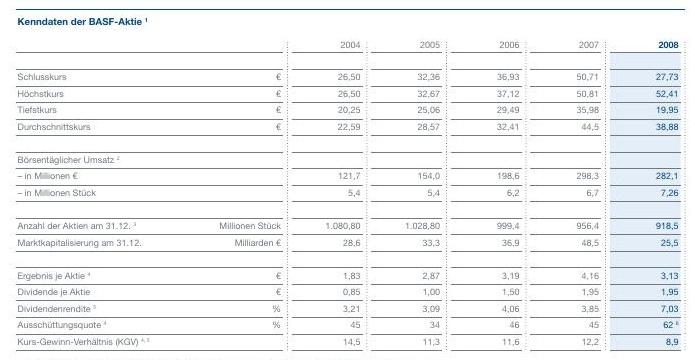 Kenndaten der BASF-Aktie ¹
2004 2005 2006 2007 2008
Schlusskurs € 26,50 32,36 36,93 50,71 27,73
Höchstkurs € 26,50 32,67 37,12 50,81 52,41
Tiefstkurs € 20,25 25,06 29,49 35,98 19,95
Durchschnittskurs € 22,59 28,57 32,41 44,5 38,88
Börsentäglicher Umsatz ²
– in Millionen € 121,7 154,0 198,6 298,3 282,1
– in Millionen Stück 5,4 5,4 6,2 6,7 7,26
Anzahl der Aktien am 31.12. ³ Millionen Stück 1.080,80 1.028,80 999,4 956,4 918,5
Marktkapitalisierung am 31.12. Milliarden € 28,6 33,3 36,9 48,5 25,5
Ergebnis je Aktie ⁴ € 1,83 2,87 3,19 4,16 3,13
Dividende je Aktie € 0,85 1,00 1,50 1,95 1,95
Dividendenrendite ⁵ % 3,21 3,09 4,06 3,85 7,03
Ausschüttungsquote ⁴ % 45 34 46 45 62 ⁶
Kurs-Gewinn-Verhältnis (KGV) ⁴, ⁵ 14,5 11,3 11,6 12,2 8,9